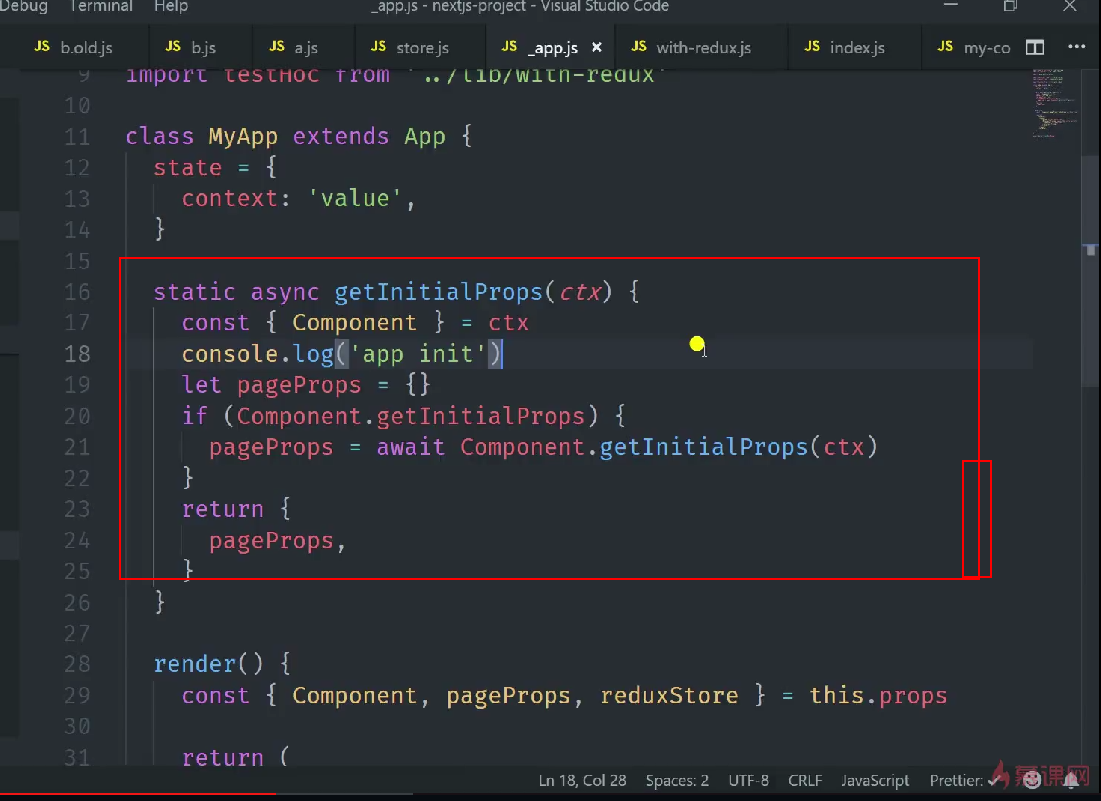 Debug Terminal Help _app.js - nextjs-project - Visual Studio Code
JS b.old.js JS b.js JS a.js JS store.js JS _app.js × JS with-redux.js JS index.js JS my-co
9 import testHoc from '../lib/with-redux'
10
11 class MyApp extends App {
12 state = {
13 context: 'value',
14 }
15
16 static async getInitialProps(ctx) {
17 const { Component } = ctx
18 console.log('app init')
19 let pageProps = {}
20 if (Component.getInitialProps) {
21 pageProps = await Component.getInitialProps(ctx)
22 }
23 return {
24 pageProps,
25 }
26 }
27
28 render() {
29 const { Component, pageProps, reduxStore } = this.props
30
31 return (
Ln 18, Col 28 Spaces: 2 UTF-8 CRLF JavaScript Prettier: ✓
慕课网